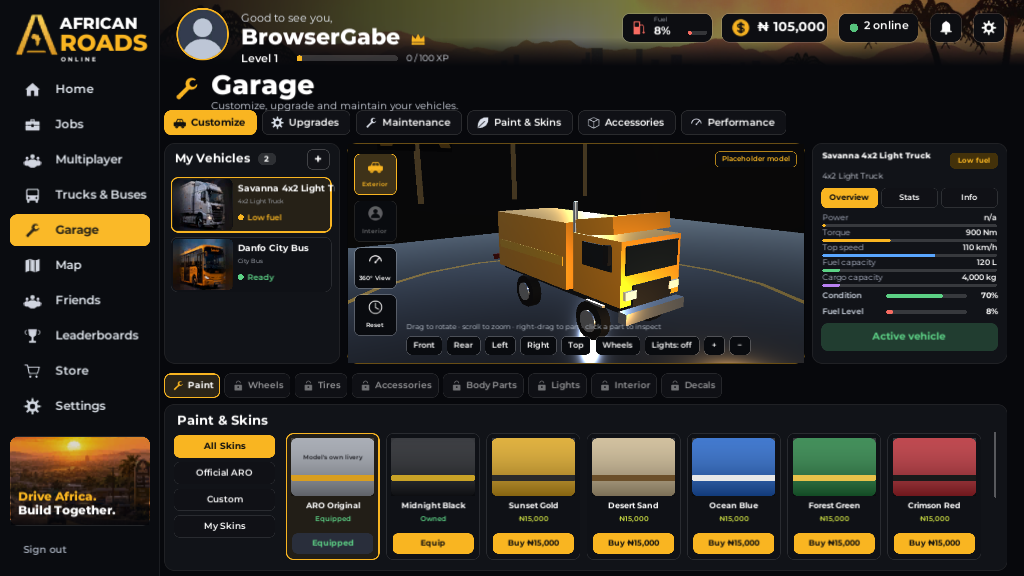 AFRICAN
ROADS
ONLINE
Home
Jobs
Multiplayer
Trucks & Buses
Garage
Map
Friends
Leaderboards
Store
Settings
Drive Africa.
Build Together.
Sign out
Good to see you,
BrowserGabe
Level 1
0 / 100 XP
Fuel
8%
$
₦ 105,000
2 online
Garage
Customize, upgrade and maintain your vehicles.
Customize
Upgrades
Maintenance
Paint & Skins
Accessories
Performance
My Vehicles
2
+
Savanna 4x2 Light T
4x2 Light Truck
Low fuel
Danfo City Bus
City Bus
Ready
Exterior
Interior
360° View
Reset
Placeholder model
Drag to rotate · scroll to zoom · right-drag to pan · click a part to inspect
Front
Rear
Left
Right
Top
Wheels
Lights: off
+
−
Savanna 4x2 Light Truck
Low fuel
4x2 Light Truck
Overview
Stats
Info
Power n/a
Torque 900 Nm
Top speed 110 km/h
Fuel capacity 120 L
Cargo capacity 4,000 kg
Condition 70%
Fuel Level 8%
Active vehicle
Paint
Wheels
Tires
Accessories
Body Parts
Lights
Interior
Decals
Paint & Skins
All Skins
Official ARO
Custom
My Skins
Model's own livery
ARO Original
Equipped
Equipped
Midnight Black
Owned
Equip
Sunset Gold
₦15,000
Buy ₦15,000
Desert Sand
₦15,000
Buy ₦15,000
Ocean Blue
₦15,000
Buy ₦15,000
Forest Green
₦15,000
Buy ₦15,000
Crimson Red
₦15,000
Buy ₦15,000